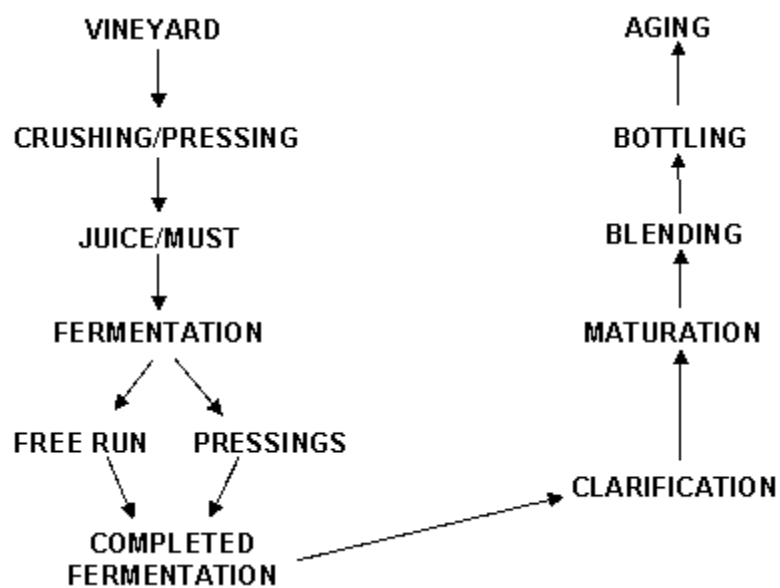 VINEYARD
CRUSHING/PRESSING
JUICE/MUST
FERMENTATION
FREE RUN
PRESSINGS
COMPLETED
FERMENTATION
CLARIFICATION
MATURATION
BLENDING
BOTTLING
AGING